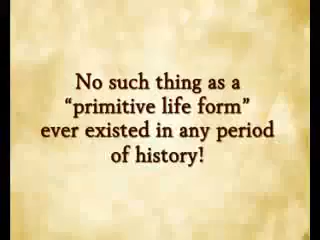 No such thing as a
“primitive life form”
ever existed in any period
of history!